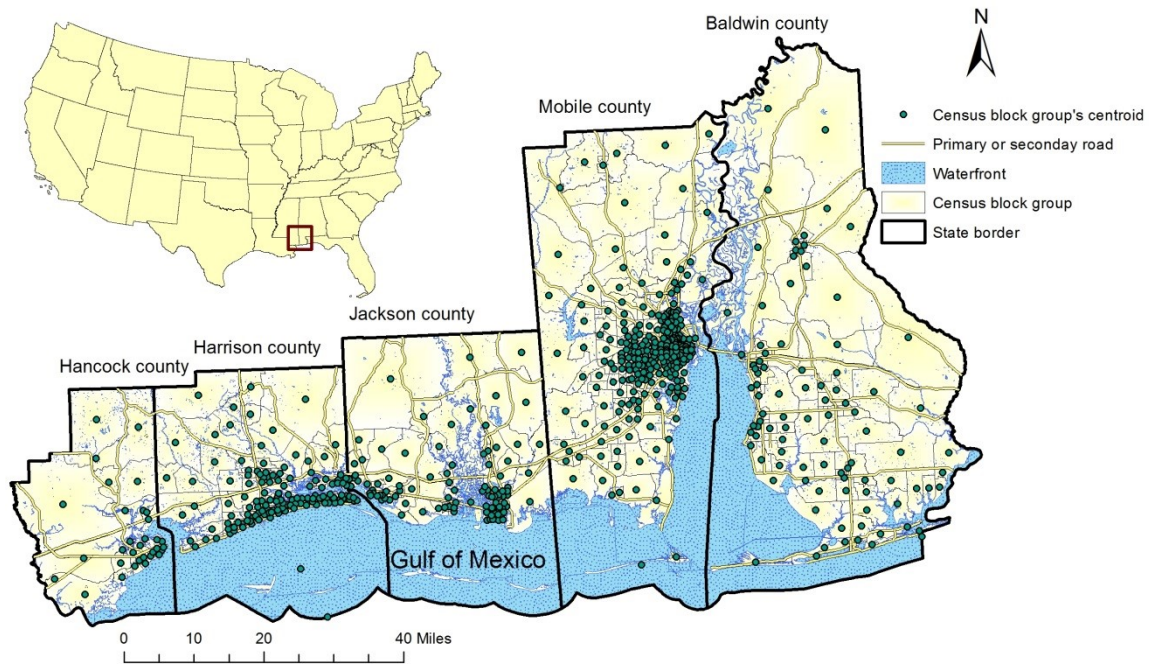 Baldwin county
N
Mobile county
Census block group's centroid
Primary or seconday road
Waterfront
Census block group
State border
Jackson county
Harrison county
Hancock county
Gulf of Mexico
0 10 20 40 Miles